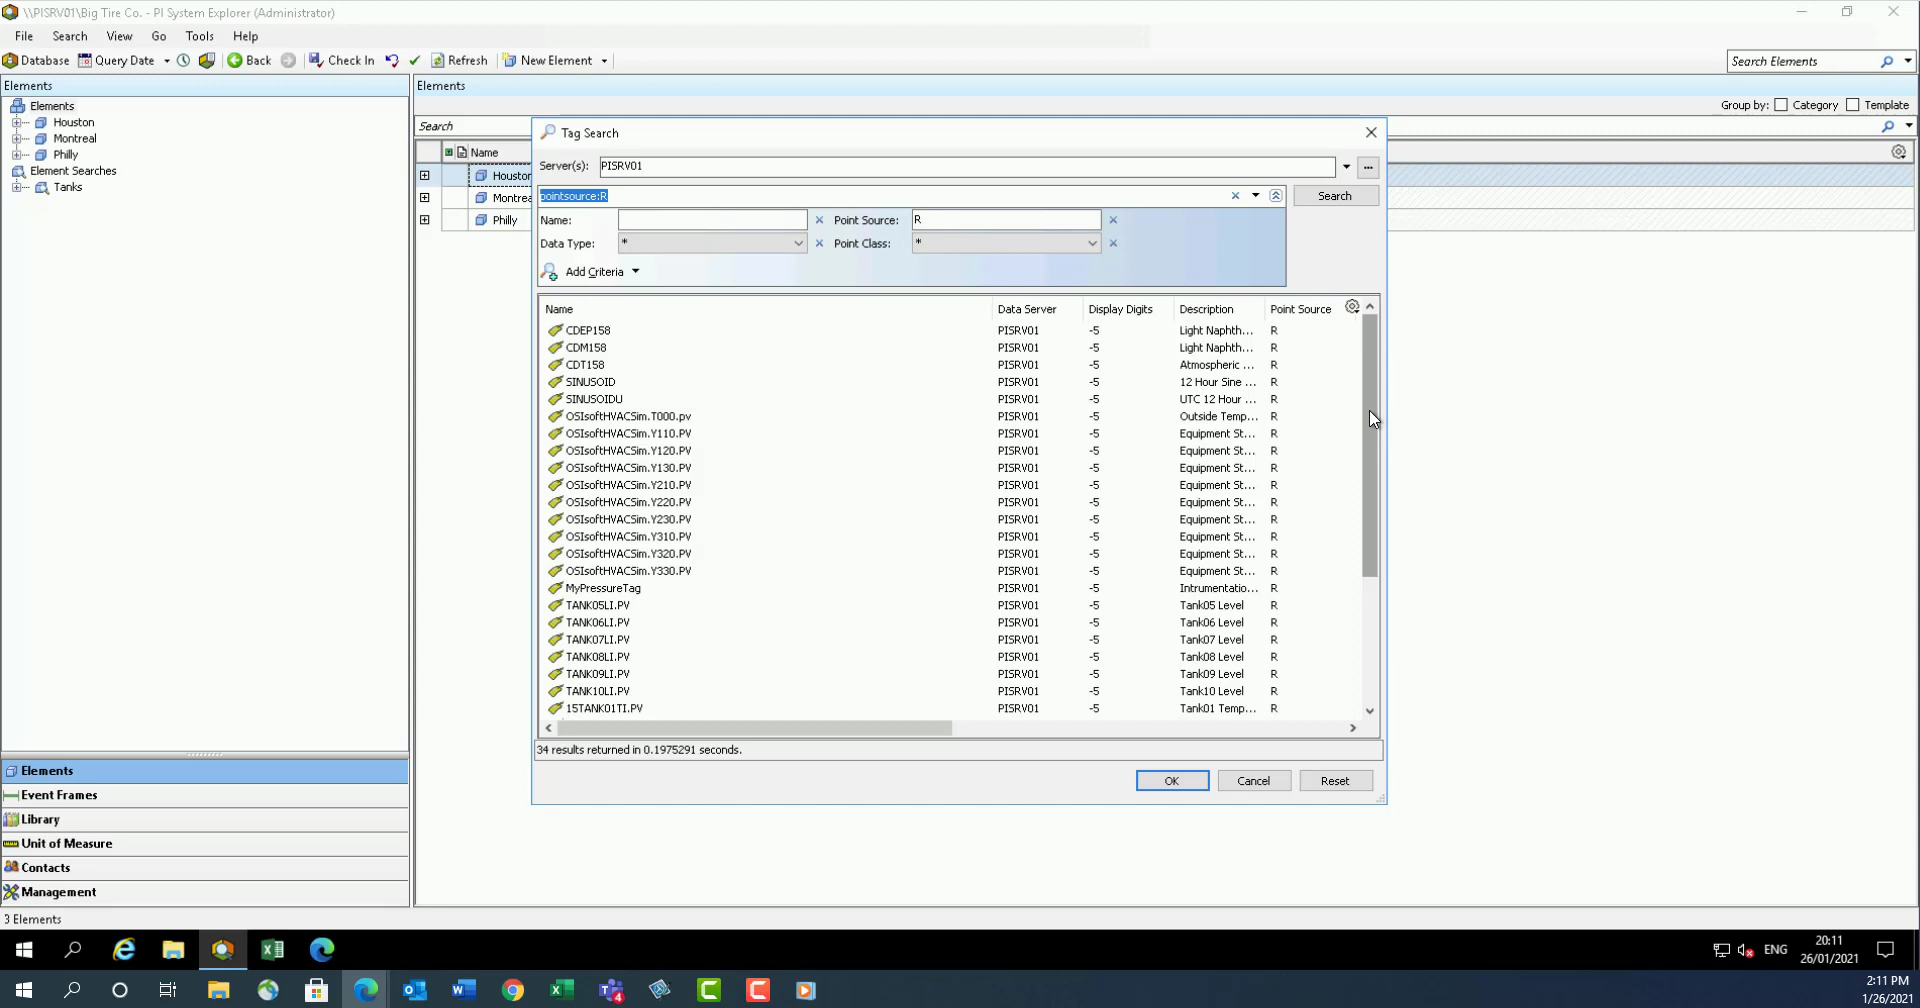 \\PISRV01\Big Tire Co. - PI System Explorer (Administrator)
File Search View Go Tools Help
Database Query Date Back Check In Refresh New Element
Search Elements
Elements
Elements
Houston
Montreal
Philly
Element Searches
Tanks
Elements
Event Frames
Library
Unit of Measure
Contacts
Management
Elements
Group by: Category Template
Search
Name
Houston
Montrea
Philly
Tag Search
Server(s): PISRV01 ...
pointsource:R Search
Name: Point Source: R
Data Type: * Point Class: *
Add Criteria
Name Data Server Display Digits Description Point Source
CDEP158 PISRV01 -5 Light Naphth... R
CDM158 PISRV01 -5 Light Naphth... R
CDT158 PISRV01 -5 Atmospheric ... R
SINUSOID PISRV01 -5 12 Hour Sine ... R
SINUSOIDU PISRV01 -5 UTC 12 Hour ... R
OSIsoftHVACSim.T000.pv PISRV01 -5 Outside Temp... R
OSIsoftHVACSim.Y110.PV PISRV01 -5 Equipment St... R
OSIsoftHVACSim.Y120.PV PISRV01 -5 Equipment St... R
OSIsoftHVACSim.Y130.PV PISRV01 -5 Equipment St... R
OSIsoftHVACSim.Y210.PV PISRV01 -5 Equipment St... R
OSIsoftHVACSim.Y220.PV PISRV01 -5 Equipment St... R
OSIsoftHVACSim.Y230.PV PISRV01 -5 Equipment St... R
OSIsoftHVACSim.Y310.PV PISRV01 -5 Equipment St... R
OSIsoftHVACSim.Y320.PV PISRV01 -5 Equipment St... R
OSIsoftHVACSim.Y330.PV PISRV01 -5 Equipment St... R
MyPressureTag PISRV01 -5 Intrumentatio... R
TANK05LI.PV PISRV01 -5 Tank05 Level R
TANK06LI.PV PISRV01 -5 Tank06 Level R
TANK07LI.PV PISRV01 -5 Tank07 Level R
TANK08LI.PV PISRV01 -5 Tank08 Level R
TANK09LI.PV PISRV01 -5 Tank09 Level R
TANK10LI.PV PISRV01 -5 Tank10 Level R
15TANK01TI.PV PISRV01 -5 Tank01 Temp... R
34 results returned in 0.1975291 seconds.
OK Cancel Reset
3 Elements
ENG
20:11
26/01/2021
4
2:11 PM
1/26/2021